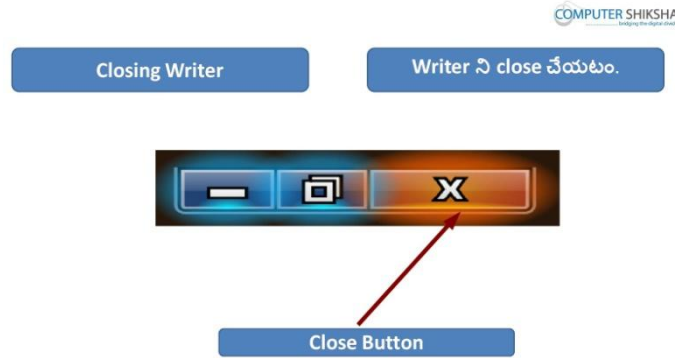 COMPUTER SHIKSHA
Closing Writer
Writer ని close చేయటం.
X
Close Button